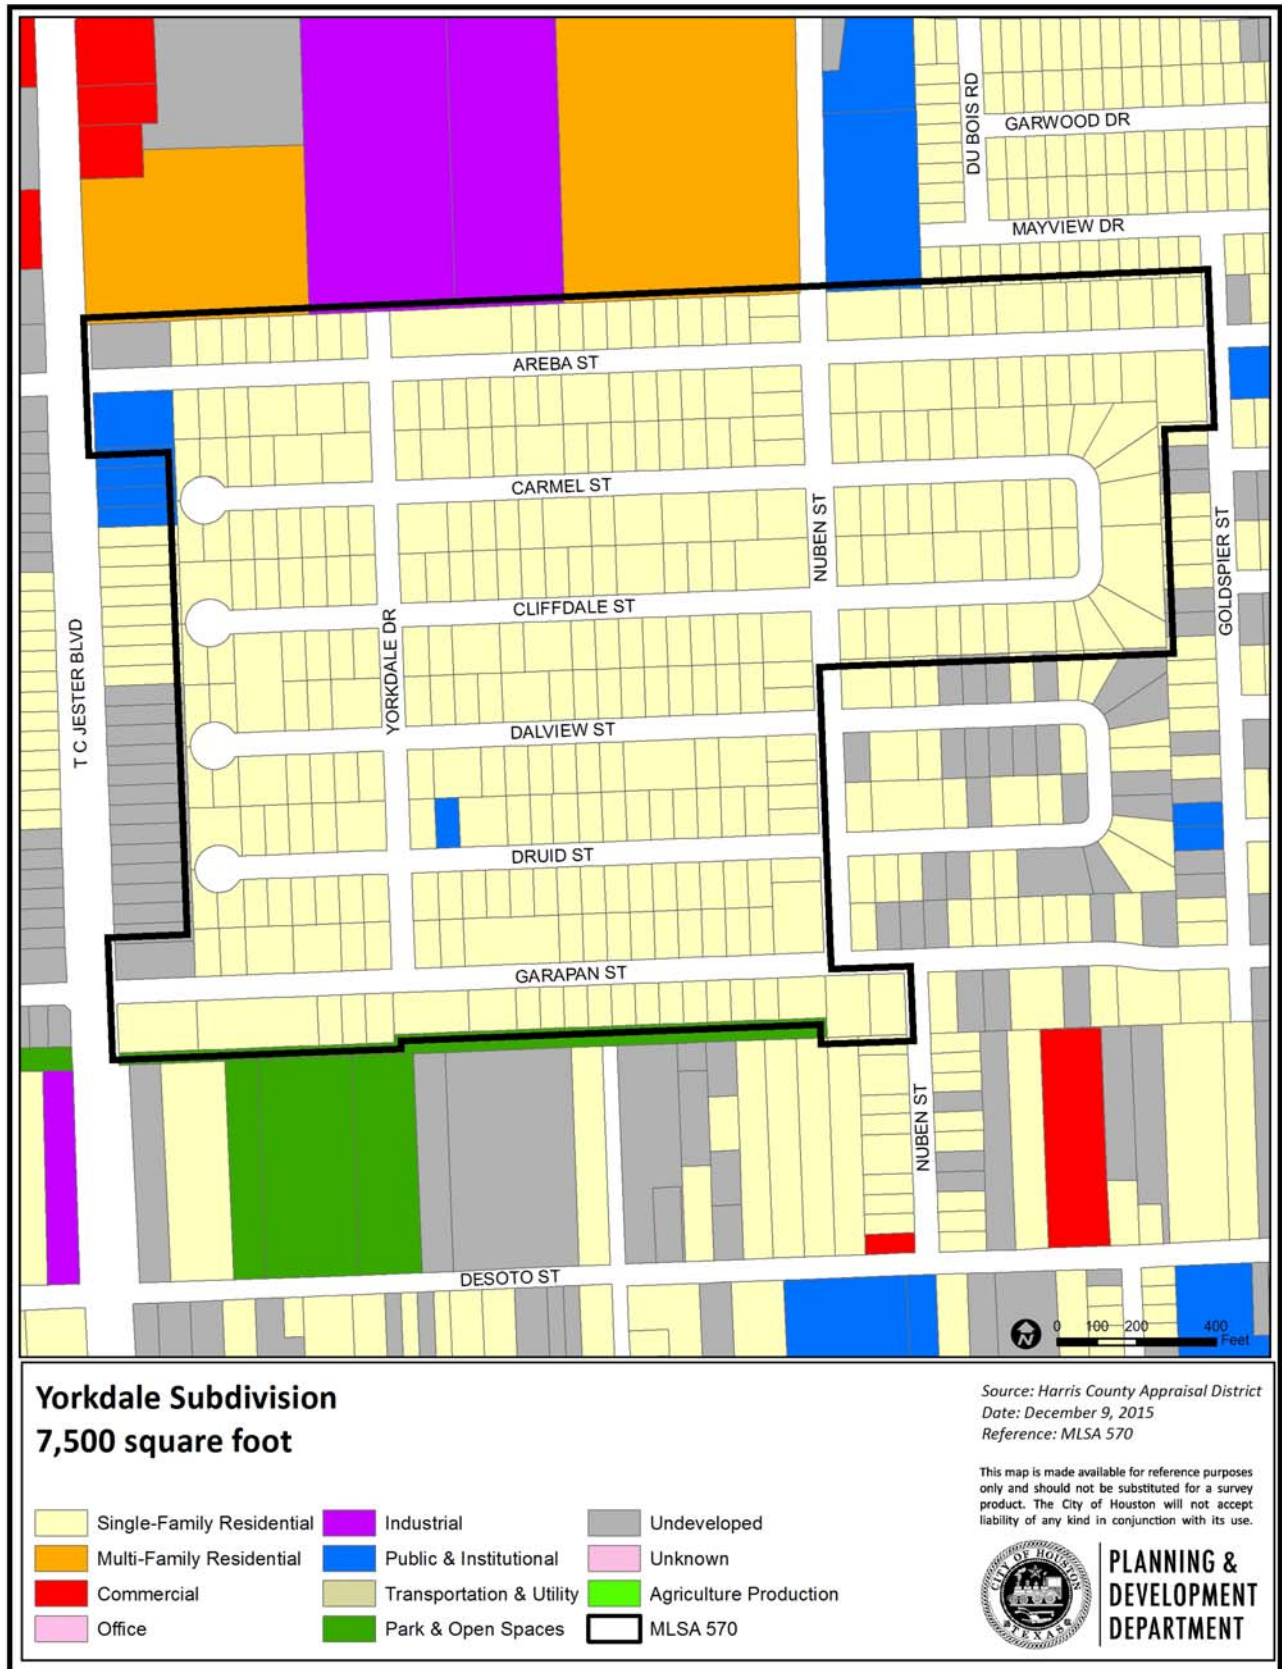 DU BOIS RD
GARWOOD DR
MAYVIEW DR
AREBA ST
CARMEL ST
NUBEN ST
GOLDSPIER ST
CLIFFDALE ST
YORKDALE DR
T C JESTER BLVD
DALVIEW ST
DRUID ST
GARAPAN ST
NUBEN ST
DESOTO ST
N
0 100 200 400
Feet
Yorkdale Subdivision
7,500 square foot
Source: Harris County Appraisal District
Date: December 9, 2015
Reference: MLSA 570
This map is made available for reference purposes
only and should not be substituted for a survey
product. The City of Houston will not accept
liability of any kind in conjunction with its use.
Single-Family Residential
Multi-Family Residential
Commercial
Office
Industrial
Public & Institutional
Transportation & Utility
Park & Open Spaces
Undeveloped
Unknown
Agriculture Production
MLSA 570
CITY OF HOUSTON
TEXAS
PLANNING &
DEVELOPMENT
DEPARTMENT